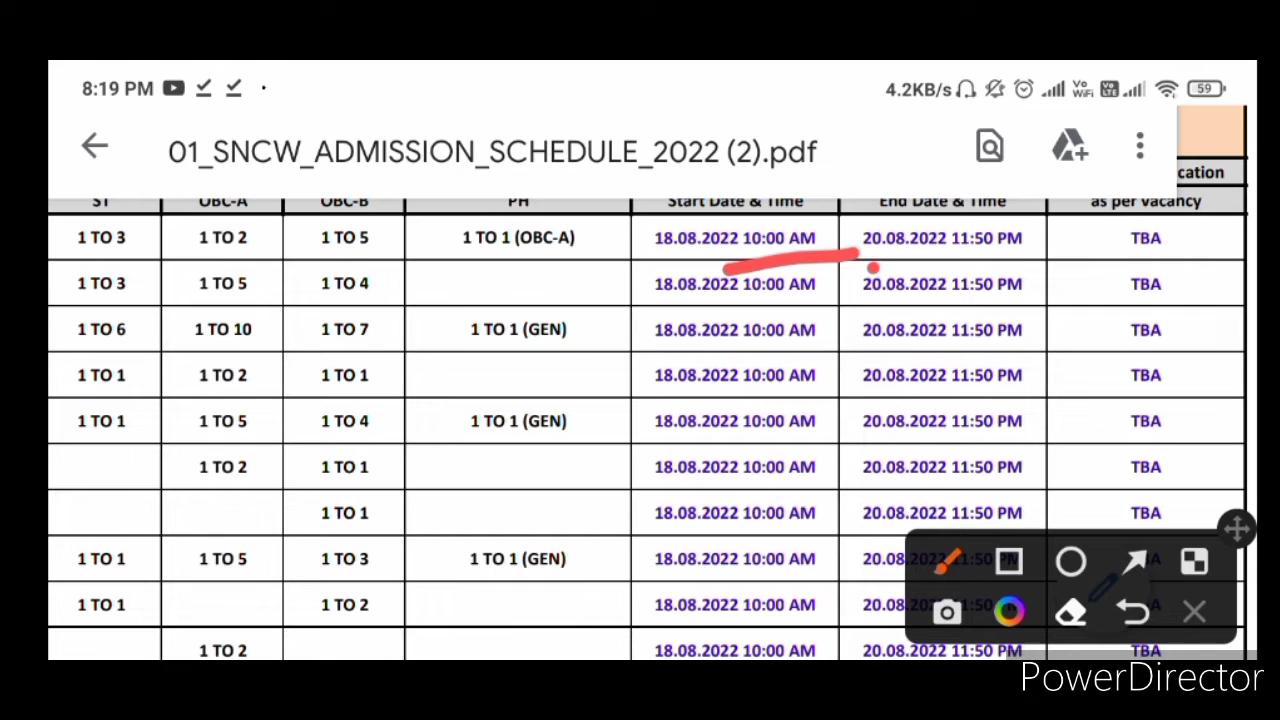 8:19 PM 4.2KB/s Vo WiFi Vo LTE 59
01_SNCW_ADMISSION_SCHEDULE_2022 (2).pdf
cation
ST OBC-A OBC-B PH Start Date & Time End Date & Time as per vacancy
1 TO 3 1 TO 2 1 TO 5 1 TO 1 (OBC-A) 18.08.2022 10:00 AM 20.08.2022 11:50 PM TBA
1 TO 3 1 TO 5 1 TO 4 18.08.2022 10:00 AM 20.08.2022 11:50 PM TBA
1 TO 6 1 TO 10 1 TO 7 1 TO 1 (GEN) 18.08.2022 10:00 AM 20.08.2022 11:50 PM TBA
1 TO 1 1 TO 2 1 TO 1 18.08.2022 10:00 AM 20.08.2022 11:50 PM TBA
1 TO 1 1 TO 5 1 TO 4 1 TO 1 (GEN) 18.08.2022 10:00 AM 20.08.2022 11:50 PM TBA
1 TO 2 1 TO 1 18.08.2022 10:00 AM 20.08.2022 11:50 PM TBA
1 TO 1 18.08.2022 10:00 AM 20.08.2022 11:50 PM TBA
1 TO 1 1 TO 5 1 TO 3 1 TO 1 (GEN) 18.08.2022 10:00 AM 20.08
1 TO 1 1 TO 2 18.08.2022 10:00 AM 20.08
1 TO 2 18.08.2022 10:00 AM 20.08.2022 11:50 PM TBA
PowerDirector